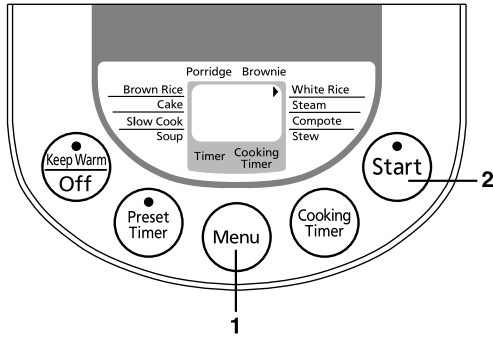 Porridge Brownie
Brown Rice
Cake
Slow Cook
Soup
White Rice
Steam
Compote
Stew
Timer
Cooking
Timer
Keep Warm
Off
Preset
Timer
Menu
Cooking
Timer
Start
1
2